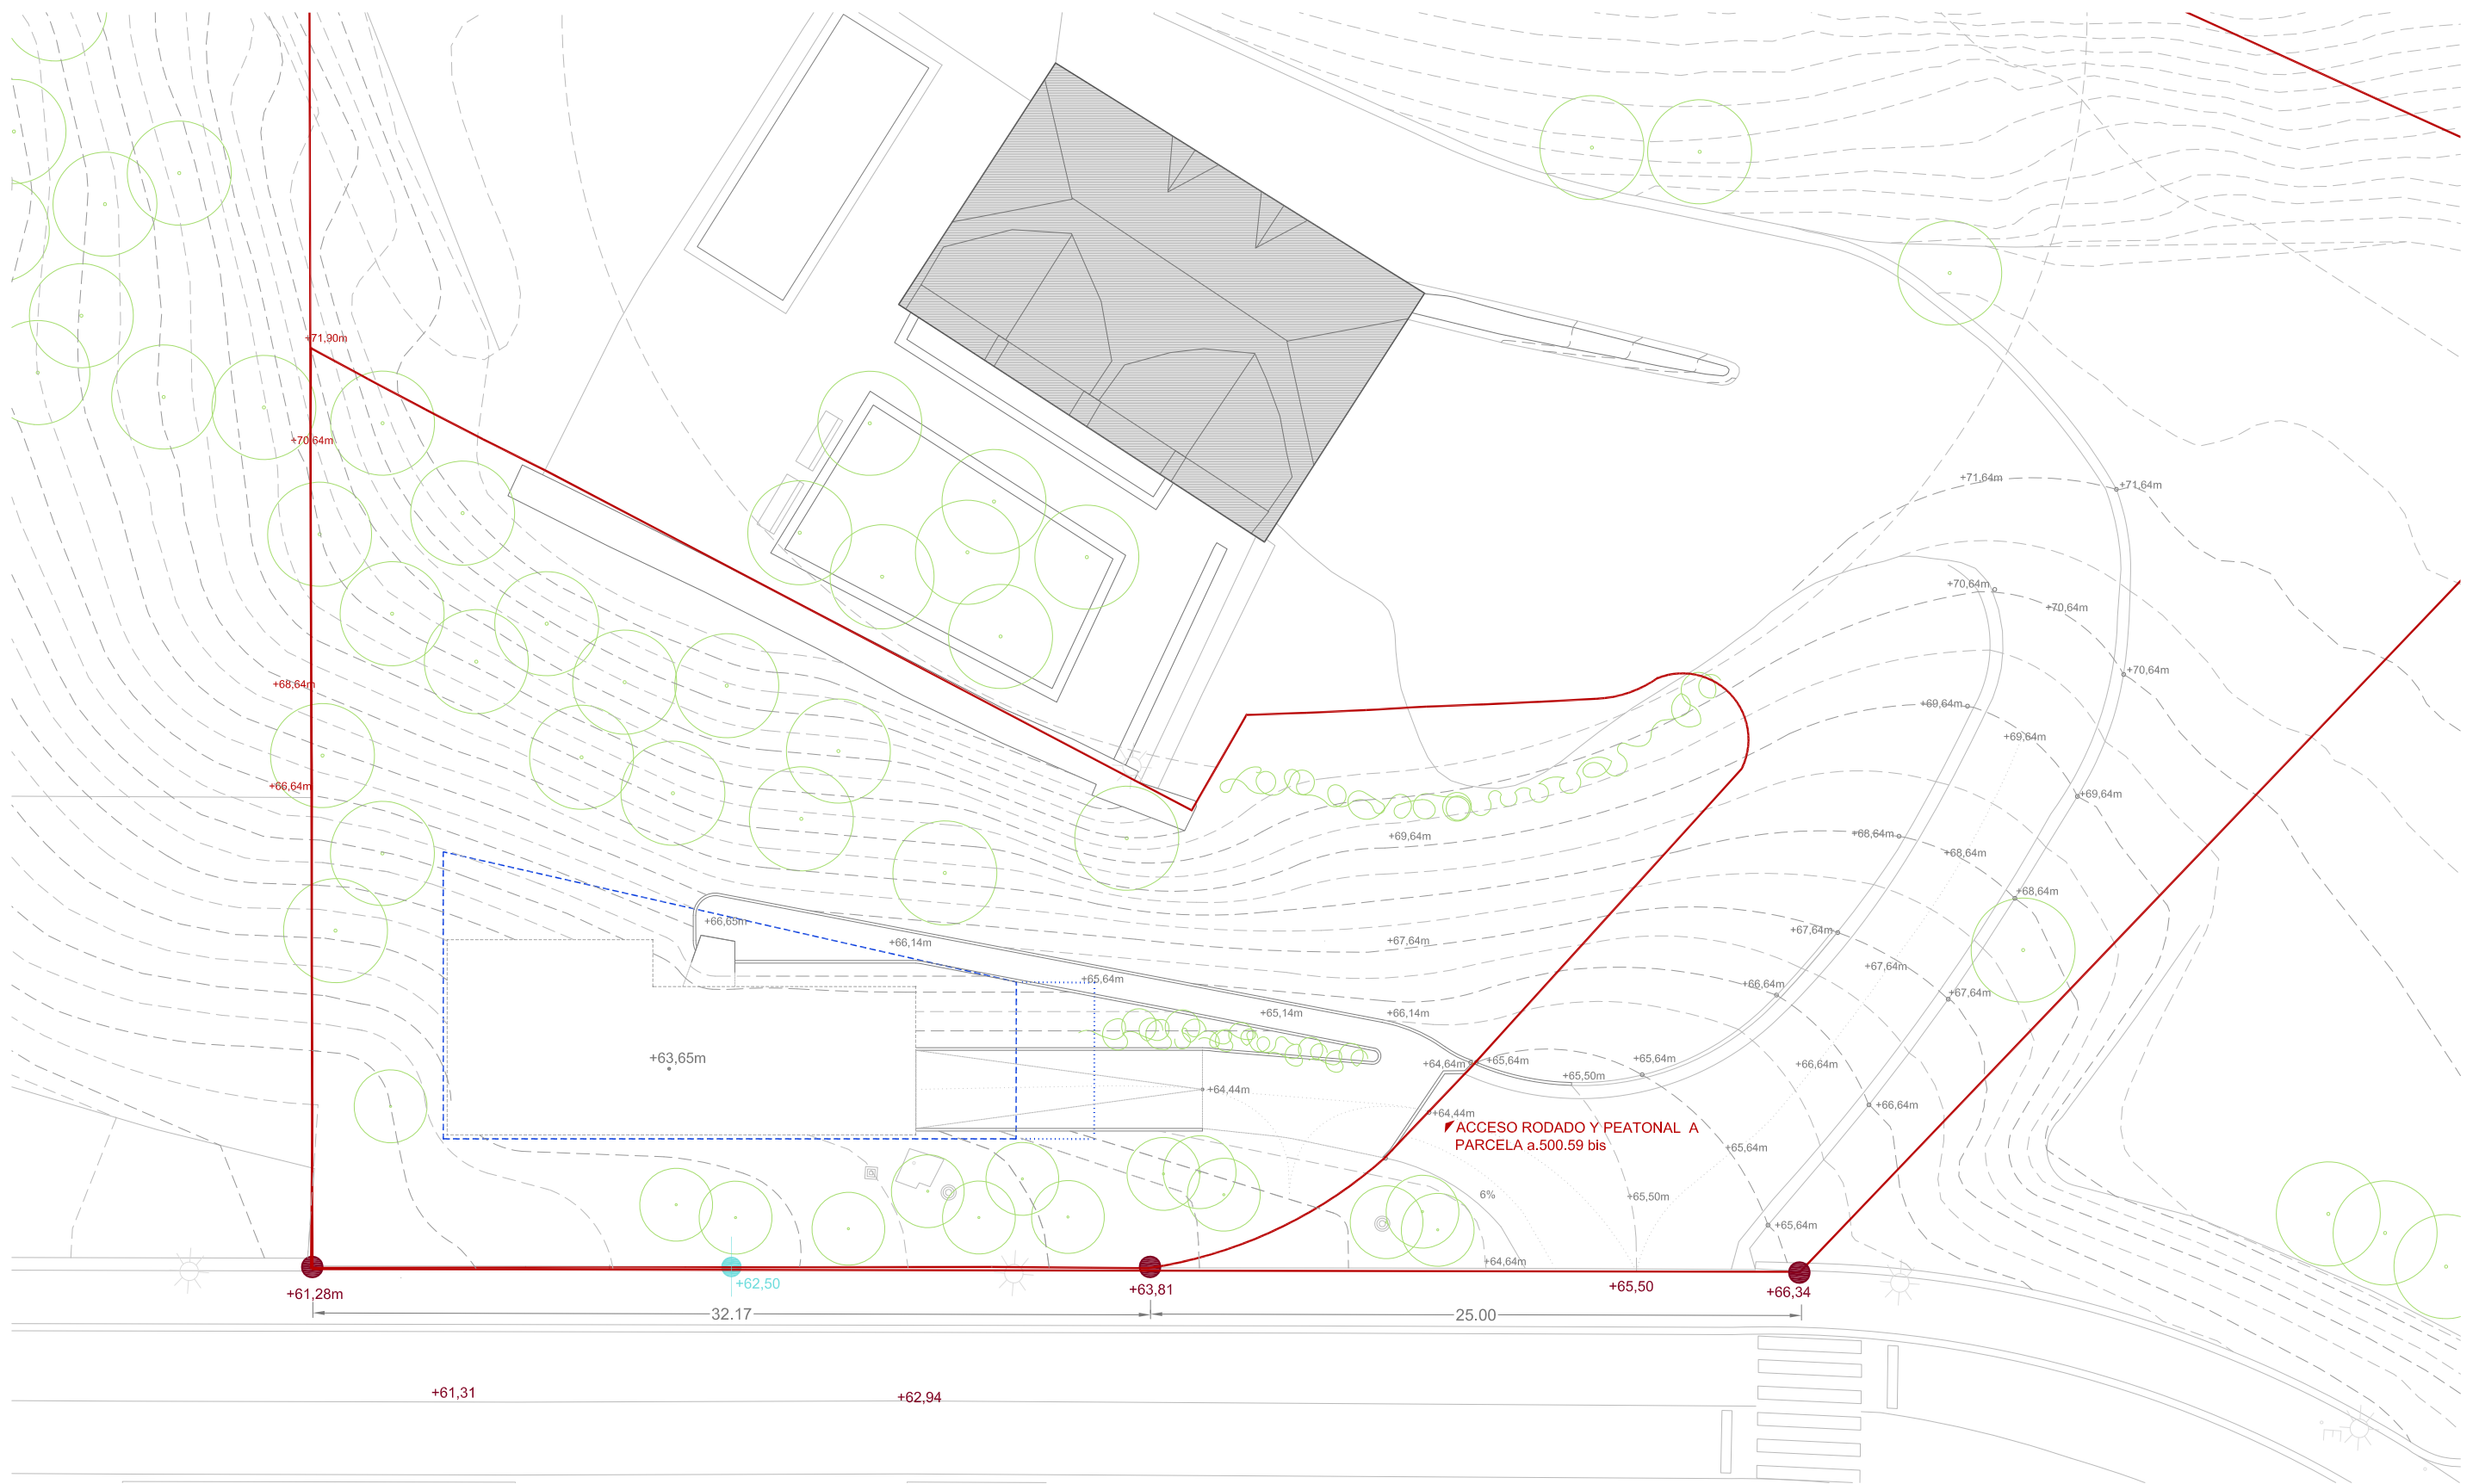 +71,90m
+70,64m
+71,64m
+71,64m
+70,64m
+70,64m
+70,64m
+68,64m
+69,64m
+69,64m
+66,64m
+69,64m
+69,64m
+68,64m
+68,64m
+68,64m
+66,65m
+66,14m
+67,64m
+67,64m
+67,64m
+65,64m
+66,64m
+67,64m
+65,14m
+66,14m
+63,65m
+64,64m
+65,64m
+65,64m
+66,64m
+65,50m
+64,44m
+64,44m
+66,64m
ACCESO RODADO Y PEATONAL A
PARCELA a.500.59 bis
+65,64m
6%
+65,50m
+65,64m
+64,64m
+61,28m
+62,50
+63,81
+65,50
+66,34
32.17
25.00
+61,31
+62,94